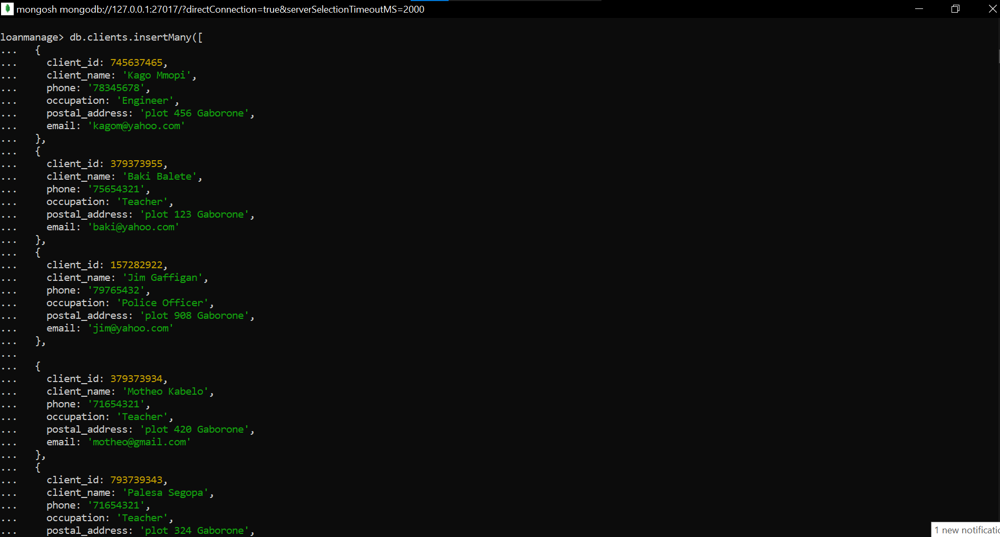 mongosh mongodb://127.0.0.1:27017/?directConnection=true&serverSelectionTimeoutMS=2000
loanmanage> db.clients.insertMany([
...   {
...     client_id: 745637465,
...     client_name: 'Kago Mmopi',
...     phone: '78345678',
...     occupation: 'Engineer',
...     postal_address: 'plot 456 Gaborone',
...     email: 'kagom@yahoo.com'
...   },
...   {
...     client_id: 379373955,
...     client_name: 'Baki Balete',
...     phone: '75654321',
...     occupation: 'Teacher',
...     postal_address: 'plot 123 Gaborone',
...     email: 'baki@yahoo.com'
...   },
...   {
...     client_id: 157282922,
...     client_name: 'Jim Gaffigan',
...     phone: '79765432',
...     occupation: 'Police Officer',
...     postal_address: 'plot 908 Gaborone',
...     email: 'jim@yahoo.com'
...   },
...
...   {
...     client_id: 379373934,
...     client_name: 'Motheo Kabelo',
...     phone: '71654321',
...     occupation: 'Teacher',
...     postal_address: 'plot 420 Gaborone',
...     email: 'motheo@gmail.com'
...   },
...   {
...     client_id: 793739343,
...     client_name: 'Palesa Segopa',
...     phone: '71654321',
...     occupation: 'Teacher',
...     postal_address: 'plot 324 Gaborone',
1 new notificatio